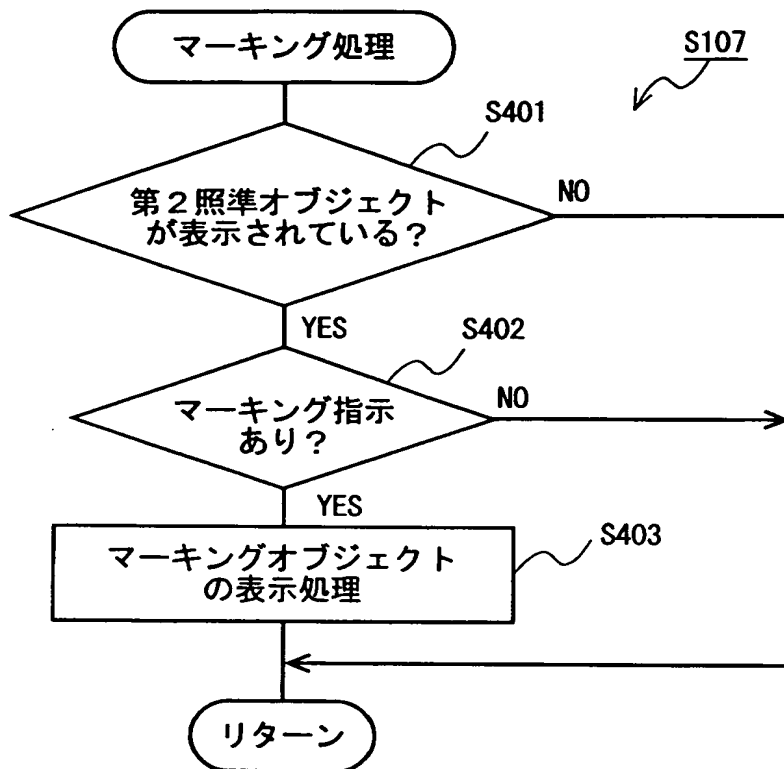 マーキング処理
S107
S401
第2照準オブジェクト
が表示されている？
NO
YES
S402
マーキング指示
あり？
NO
YES
S403
マーキングオブジェクト
の表示処理
リターン